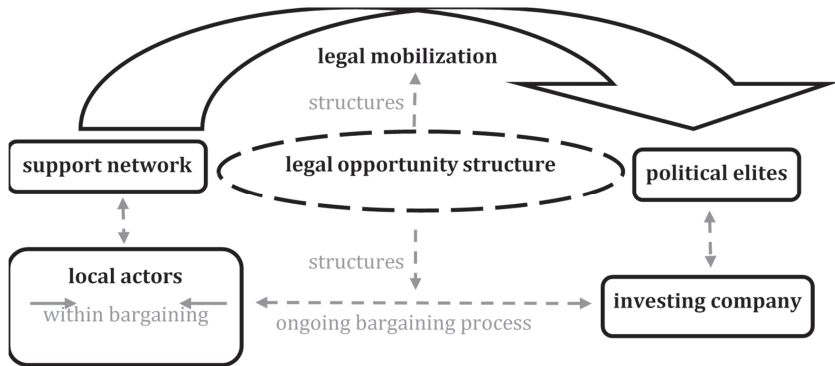 legal mobilization
structures
support network
legal opportunity structure
political elites
structures
local actors
within bargaining
ongoing bargaining process
investing company